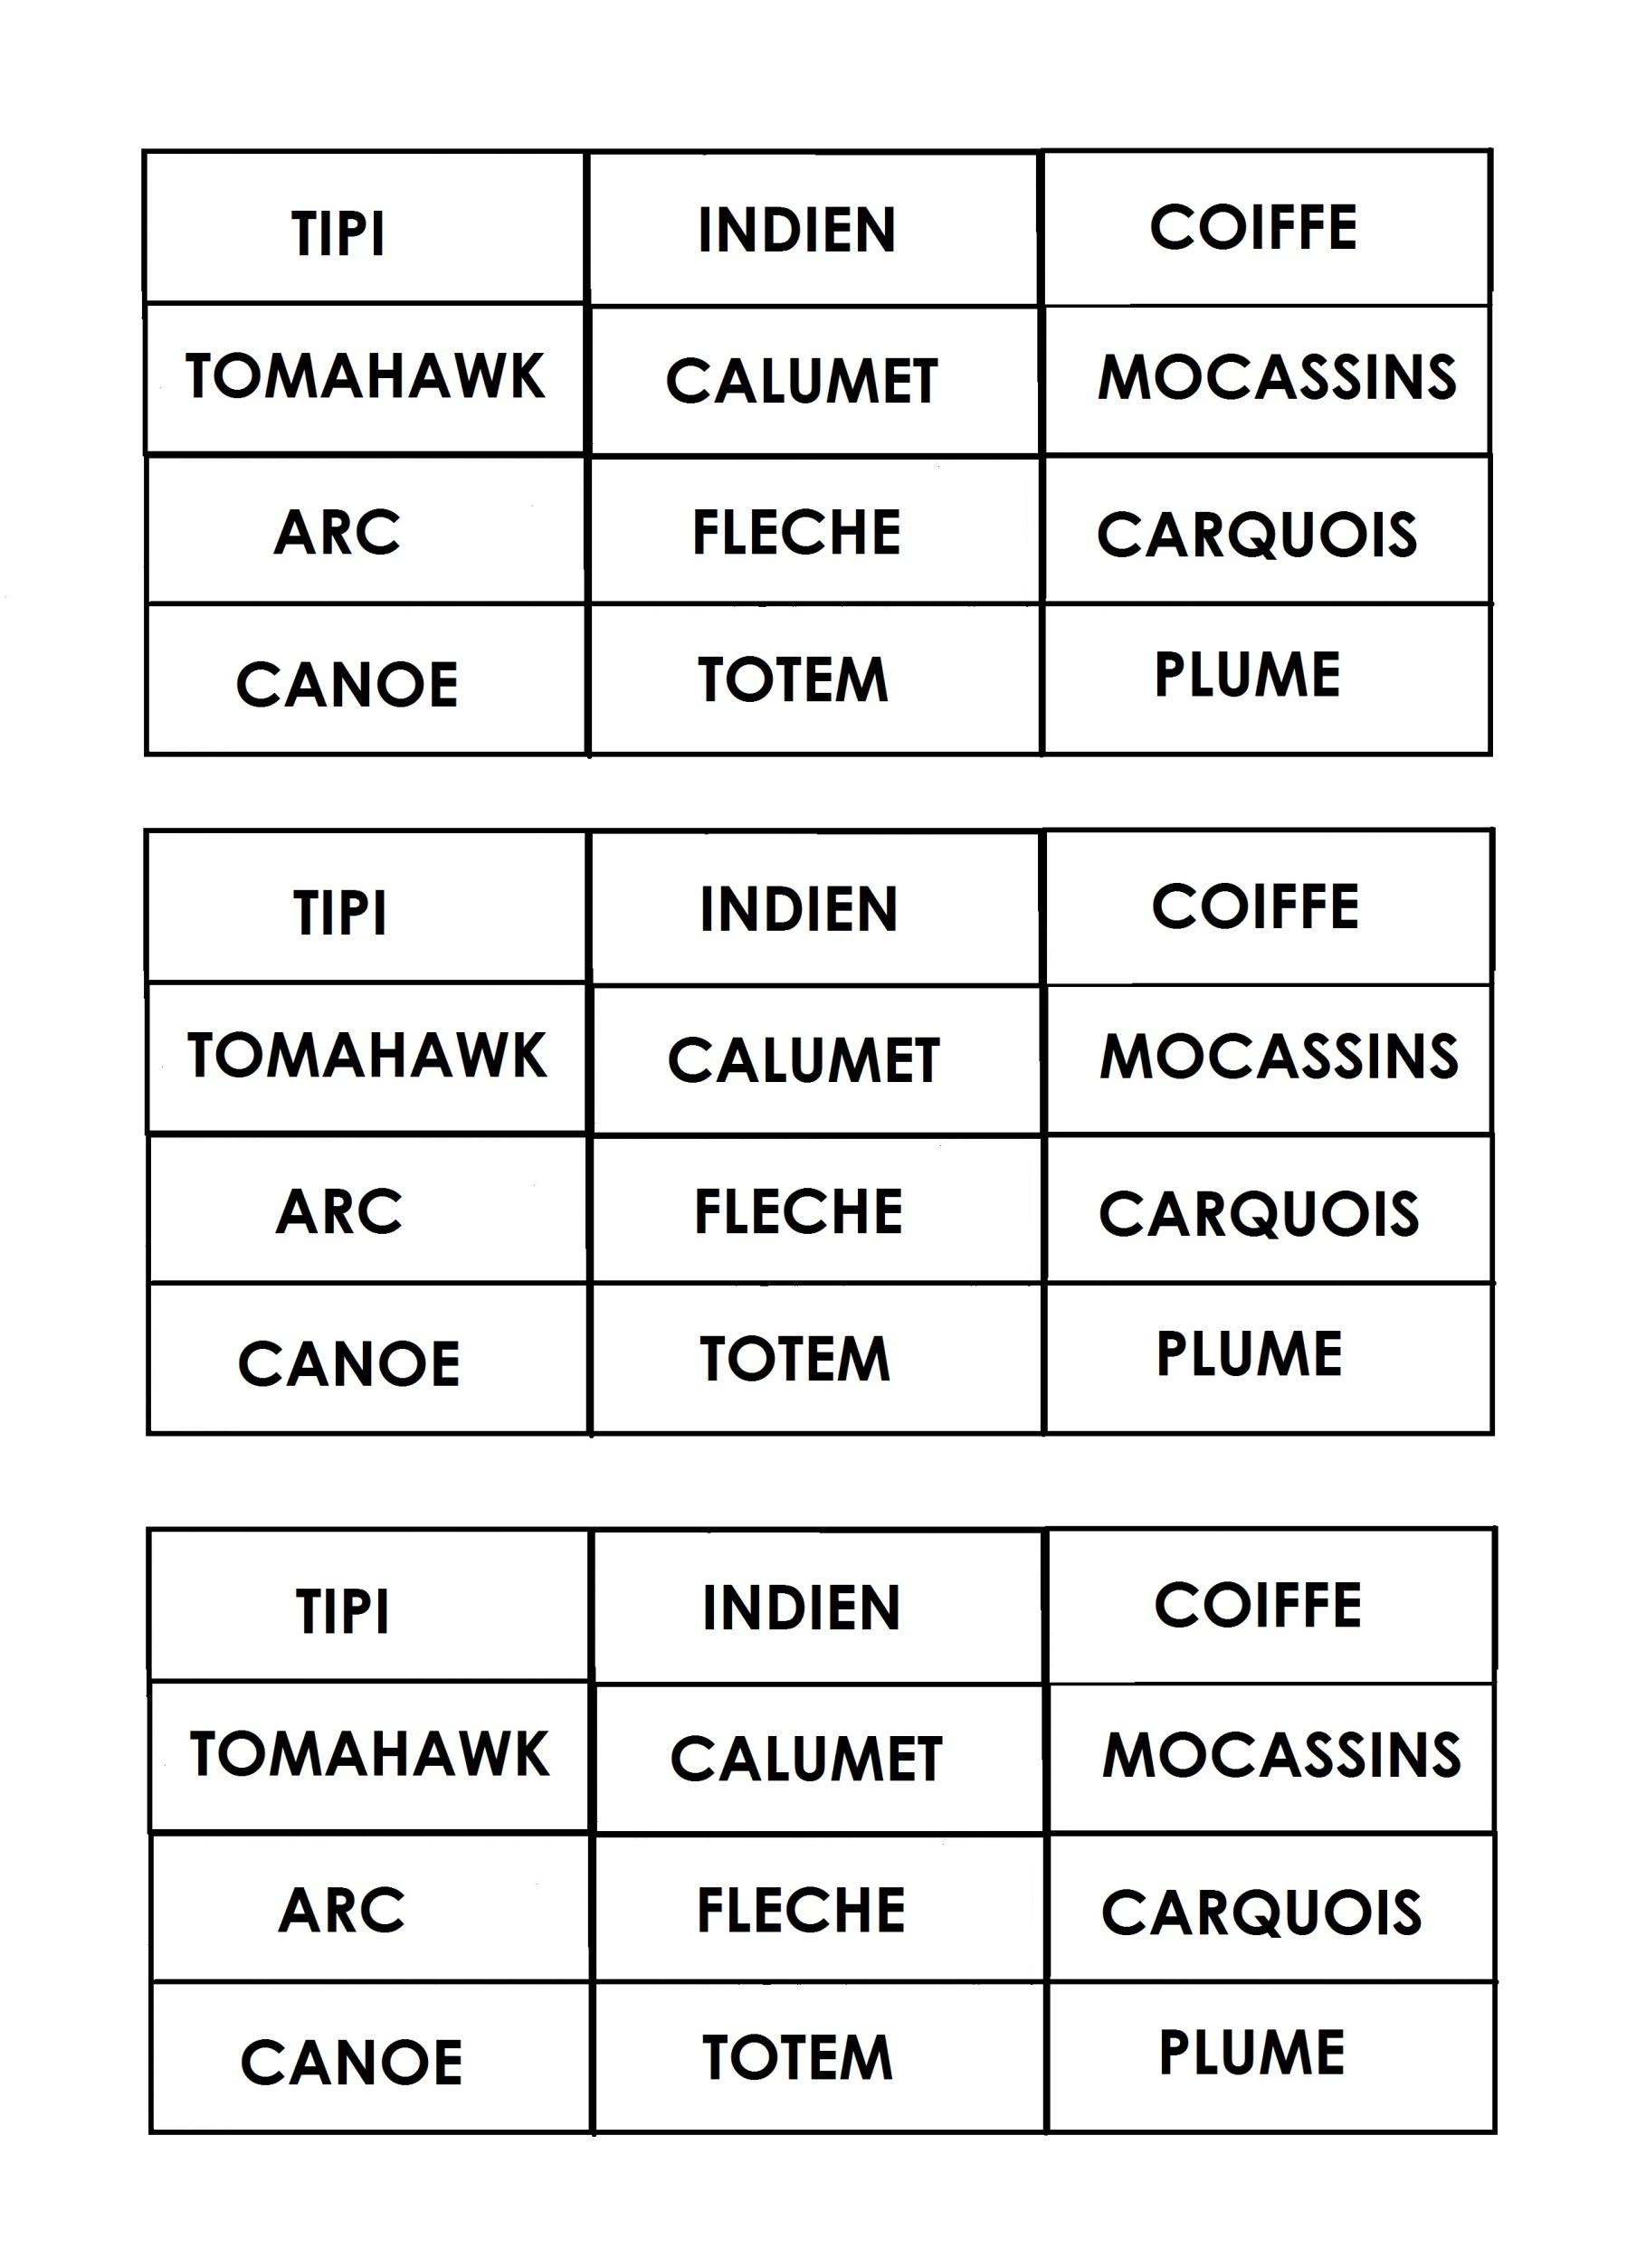 TIPI INDIEN COIFFE
TOMAHAWK CALUMET MOCASSINS
ARC FLECHE CARQUOIS
CANOE TOTEM PLUME
TIPI INDIEN COIFFE
TOMAHAWK CALUMET MOCASSINS
ARC FLECHE CARQUOIS
CANOE TOTEM PLUME
TIPI INDIEN COIFFE
TOMAHAWK CALUMET MOCASSINS
ARC FLECHE CARQUOIS
CANOE TOTEM PLUME